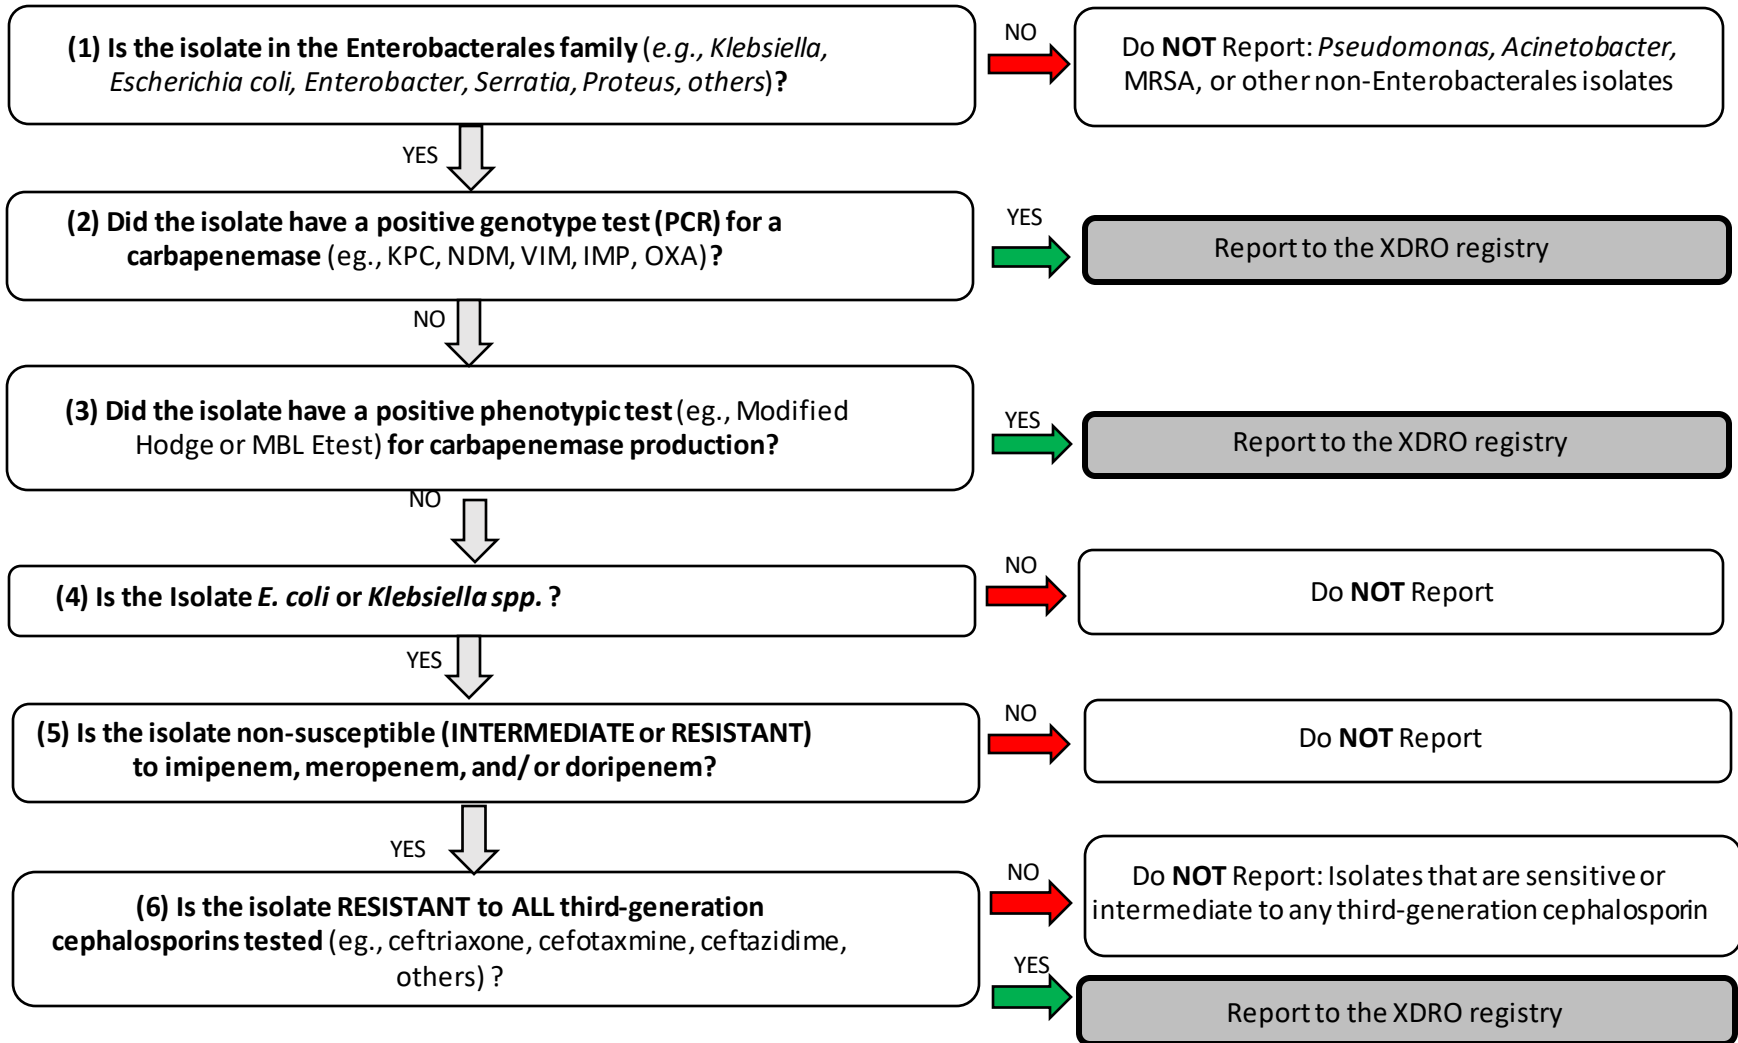 (1) Is the isolate in the Enterobacterales family (e.g., Klebsiella,
Escherichia coli, Enterobacter, Serratia, Proteus, others)?
NO
Do NOT Report: Pseudomonas, Acinetobacter,
MRSA, or other non-Enterobacterales isolates
YES
(2) Did the isolate have a positive genotype test (PCR) for a
carbapenemase (eg., KPC, NDM, VIM, IMP, OXA)?
YES
Report to the XDRO registry
NO
(3) Did the isolate have a positive phenotypic test (eg., Modified
Hodge or MBL Etest) for carbapenemase production?
YES
Report to the XDRO registry
NO
(4) Is the Isolate E. coli or Klebsiella spp. ?
NO
Do NOT Report
YES
(5) Is the isolate non-susceptible (INTERMEDIATE or RESISTANT)
to imipenem, meropenem, and/ or doripenem?
NO
Do NOT Report
YES
(6) Is the isolate RESISTANT to ALL third-generation
cephalosporins tested (eg., ceftriaxone, cefotaxmine, ceftazidime,
others) ?
NO
Do NOT Report: Isolates that are sensitive or
intermediate to any third-generation cephalosporin
YES
Report to the XDRO registry